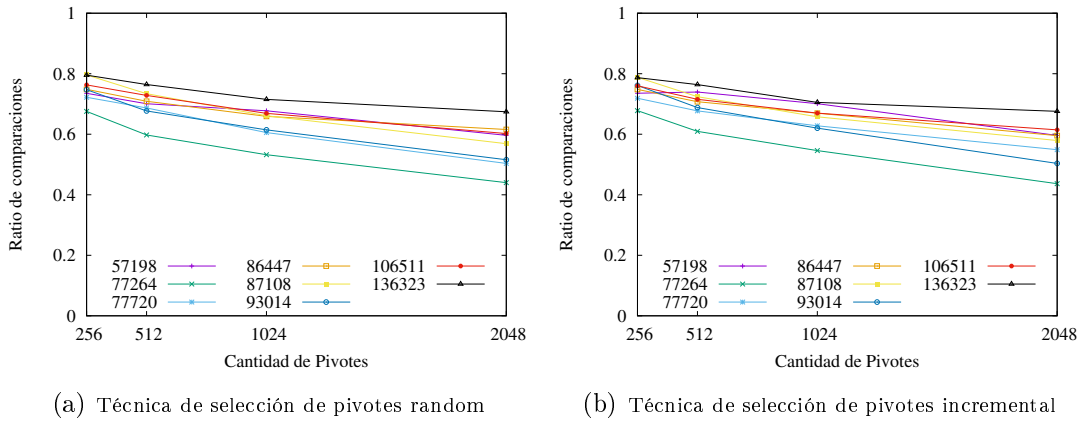 1
0.8
0.6
0.4
0.2
0
Ratio de comparaciones
57198 86447 106511
77264 87108 136323
77720 93014
256 512 1024 2048
Cantidad de Pivotes
(a) Técnica de selección de pivotes random
1
0.8
0.6
0.4
0.2
0
Ratio de comparaciones
57198 86447 106511
77264 87108 136323
77720 93014
256 512 1024 2048
Cantidad de Pivotes
(b) Técnica de selección de pivotes incremental